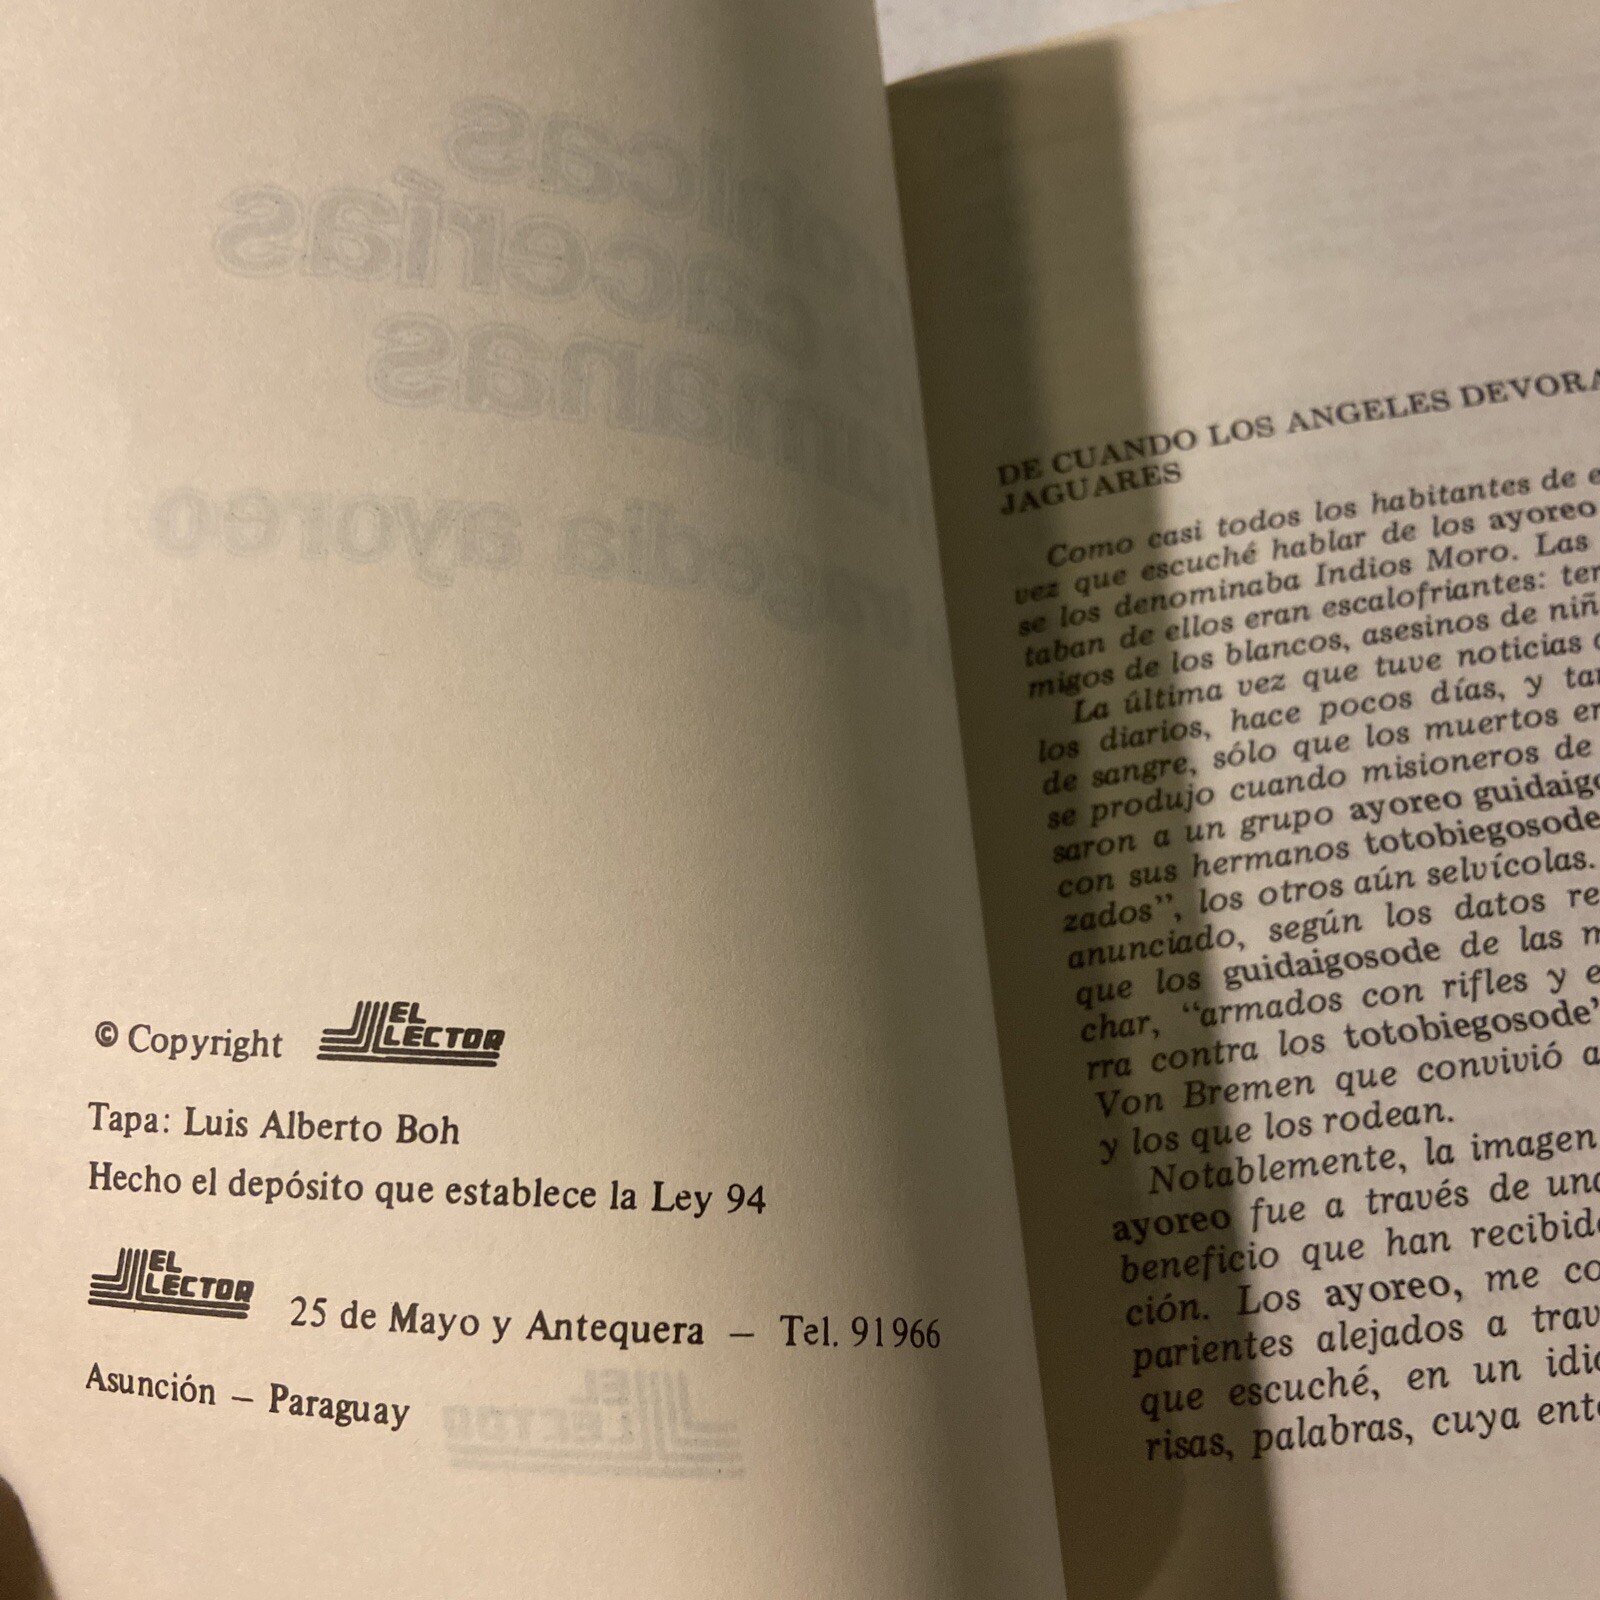 © Copyright EL LECTOR
Tapa: Luis Alberto Boh
Hecho el depósito que establece la Ley 94
EL LECTOR 25 de Mayo y Antequera — Tel. 91966
Asunción — Paraguay
DE CUANDO LOS ANGELES DEVORA
JAGUARES
Como casi todos los habitantes de e
vez que escuché hablar de los ayoreo
se los denominaba Indios Moro. Las
taban de ellos eran escalofriantes: ter
migos de los blancos, asesinos de niñ
La última vez que tuve noticias
los diarios, hace pocos días, y tam
de sangre, sólo que los muertos er
se produjo cuando misioneros de
saron a un grupo ayoreo guidaigo
con sus hermanos totobiegosode
zados", los otros aún selvícolas.
anunciado, según los datos re
que los guidaigosode de las m
char, "armados con rifles y e
rra contra los totobiegosode"
Von Bremen que convivió a
y los que los rodean.
Notablemente, la imagen
ayoreo fue a través de una
beneficio que han recibido
ción. Los ayoreo, me co
parientes alejados a trav
que escuché, en un idio
risas, palabras, cuya ento